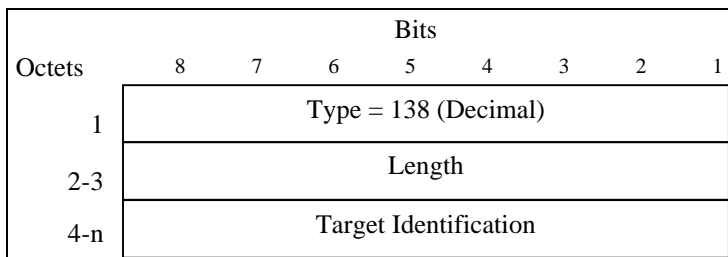 Bits
Octets 8 7 6 5 4 3 2 1
1 Type = 138 (Decimal)
2-3 Length
4-n Target Identification